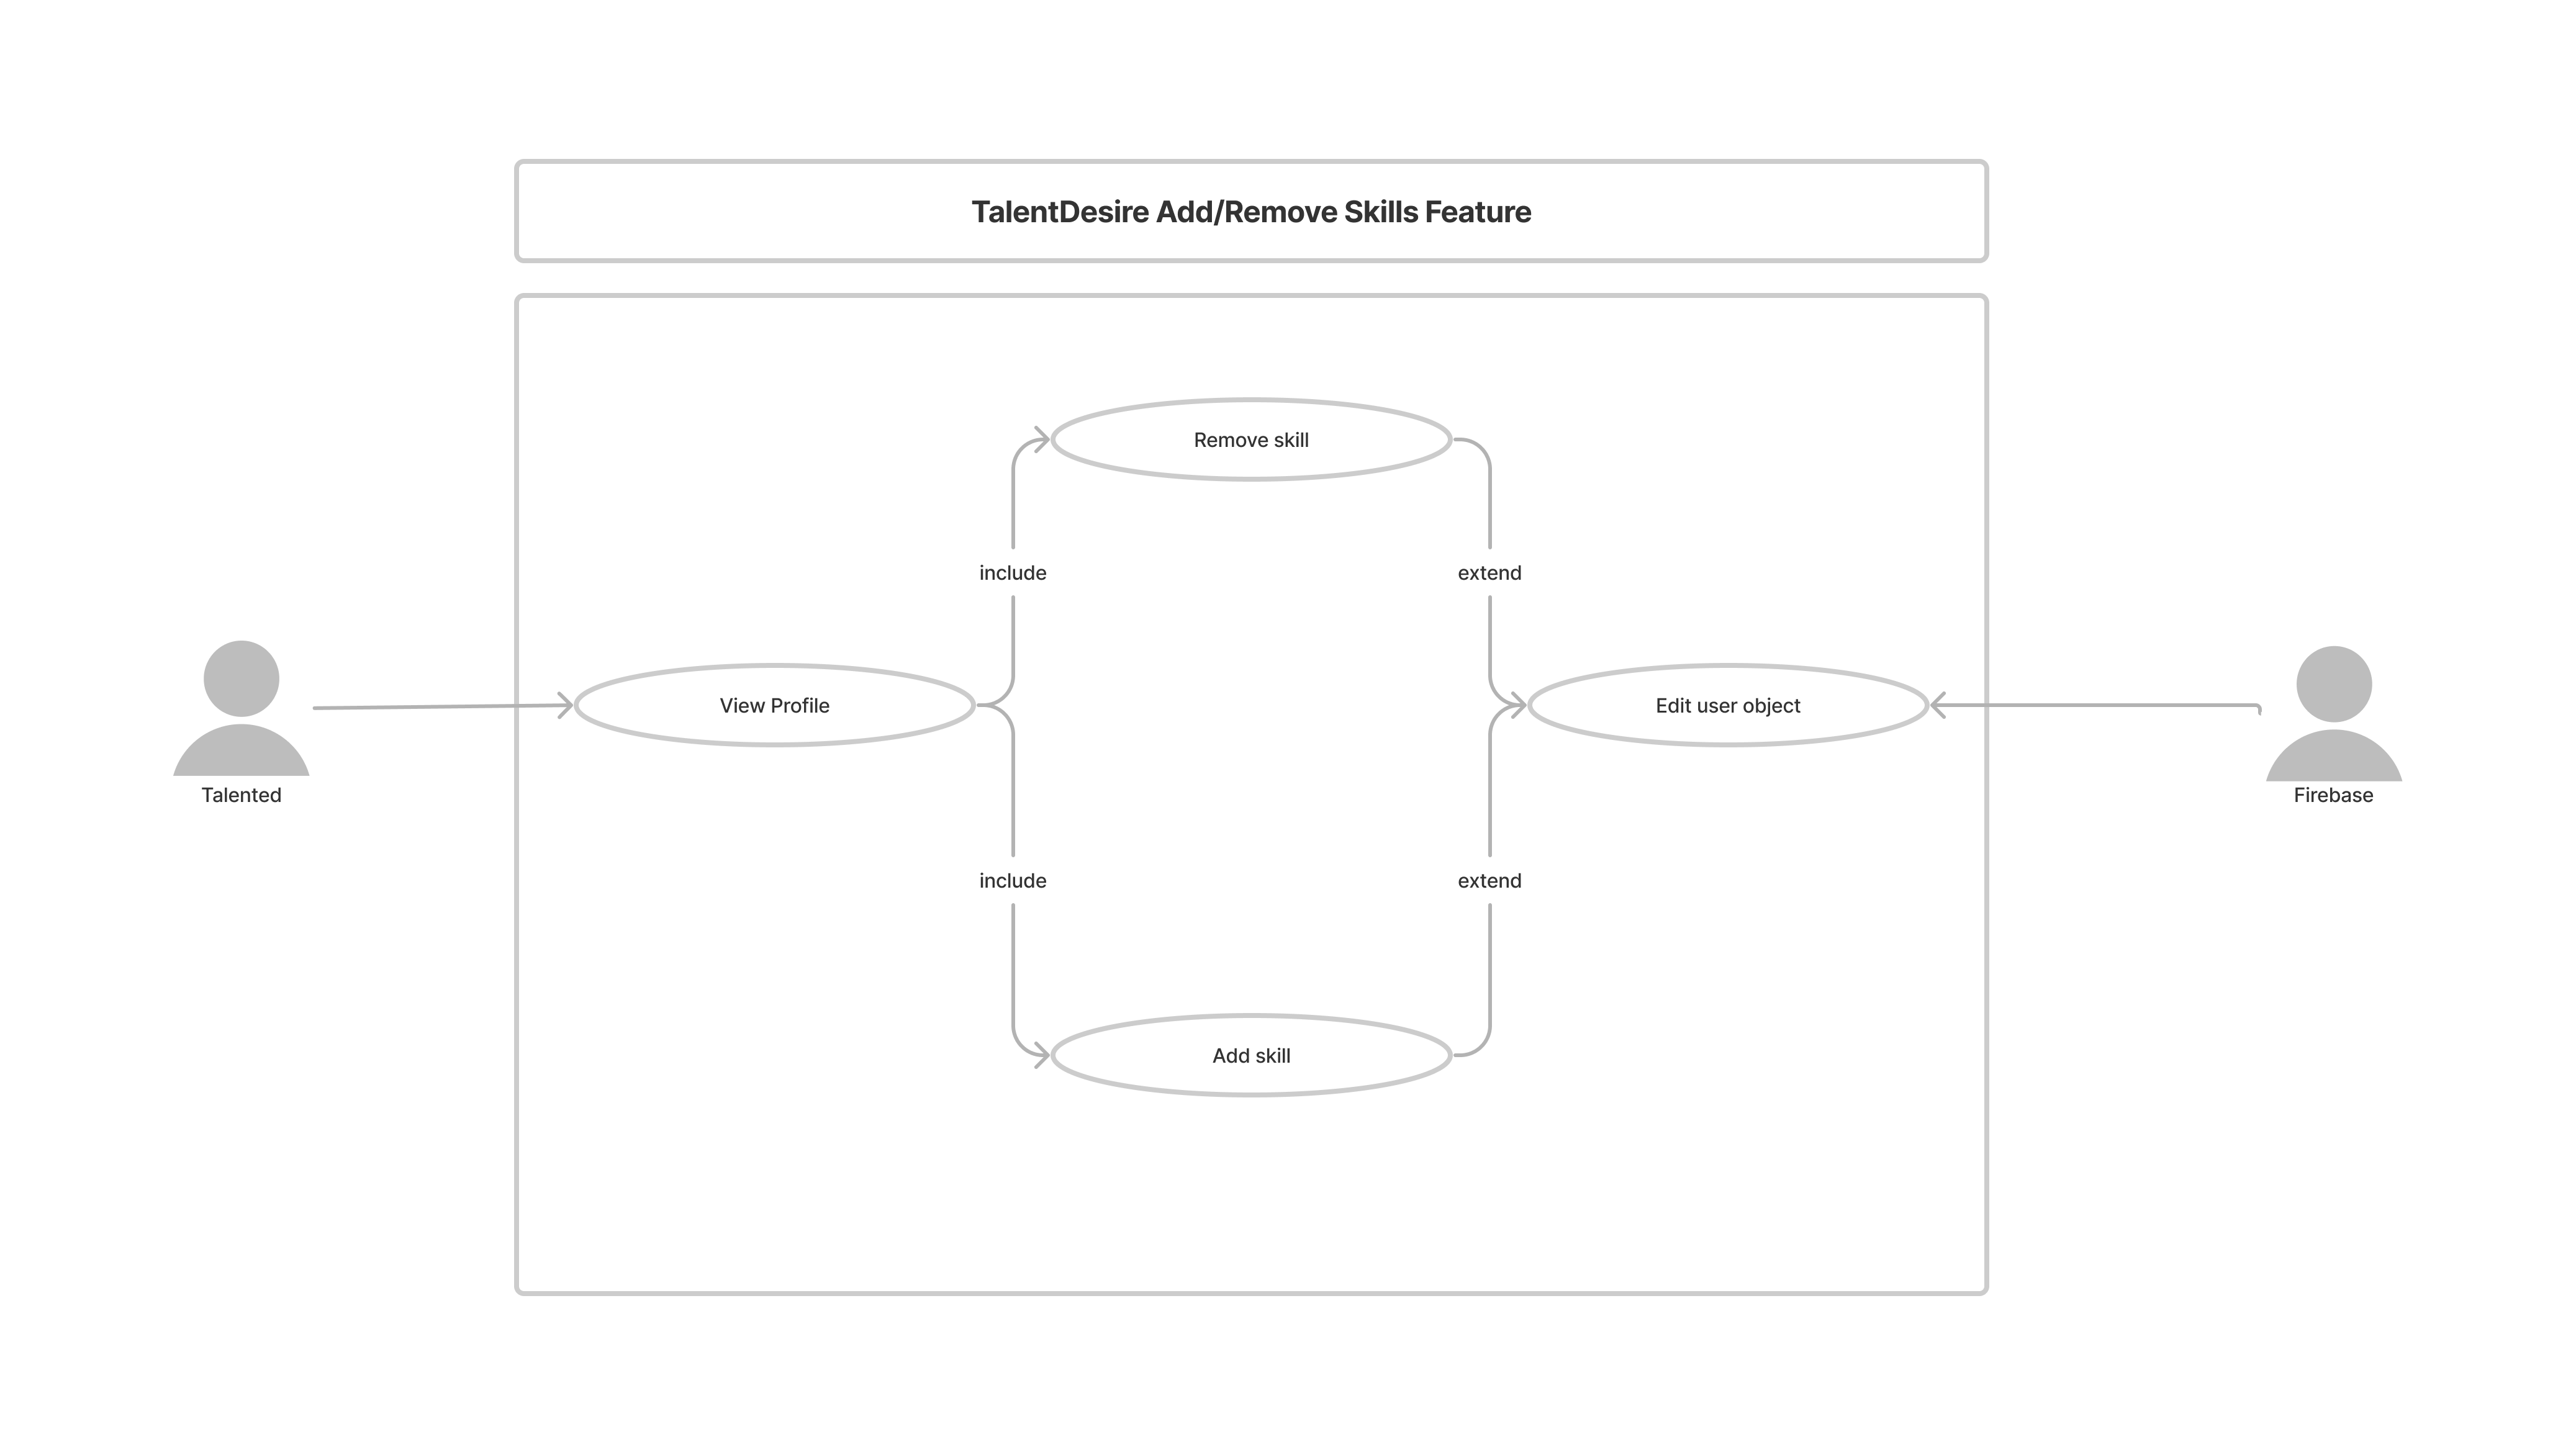 TalentDesire Add/Remove Skills Feature
Remove skill
include
extend
View Profile
Edit user object
Talented
Firebase
include
extend
Add skill